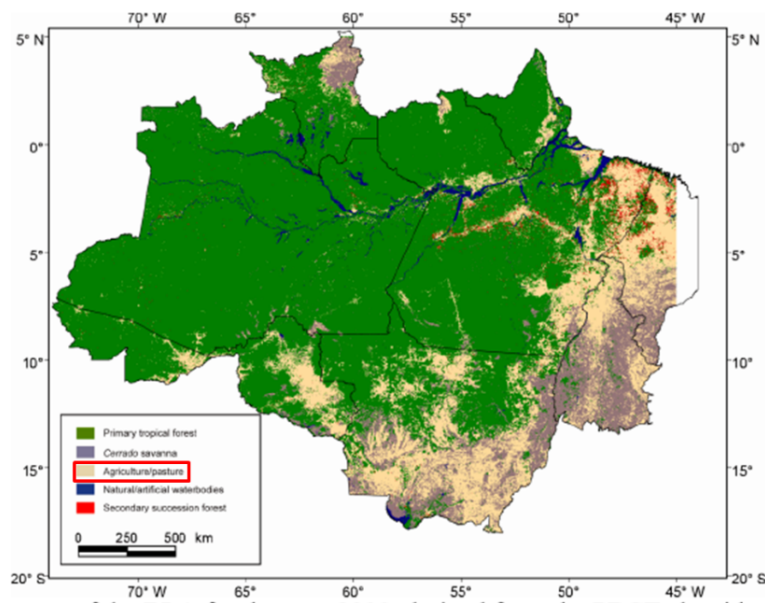 70° W 65° 60° 55° 50° 45° W
5° N 5° N
0° 0°
5° 5°
10° 10°
15° 15°
20° S 20° S
Primary tropical forest
Cerrado savanna
Agriculture/pasture
Natural/artificial waterbodies
Secondary succession forest
0 250 500 km
70° W 65° 60° 55° 50° 45° W